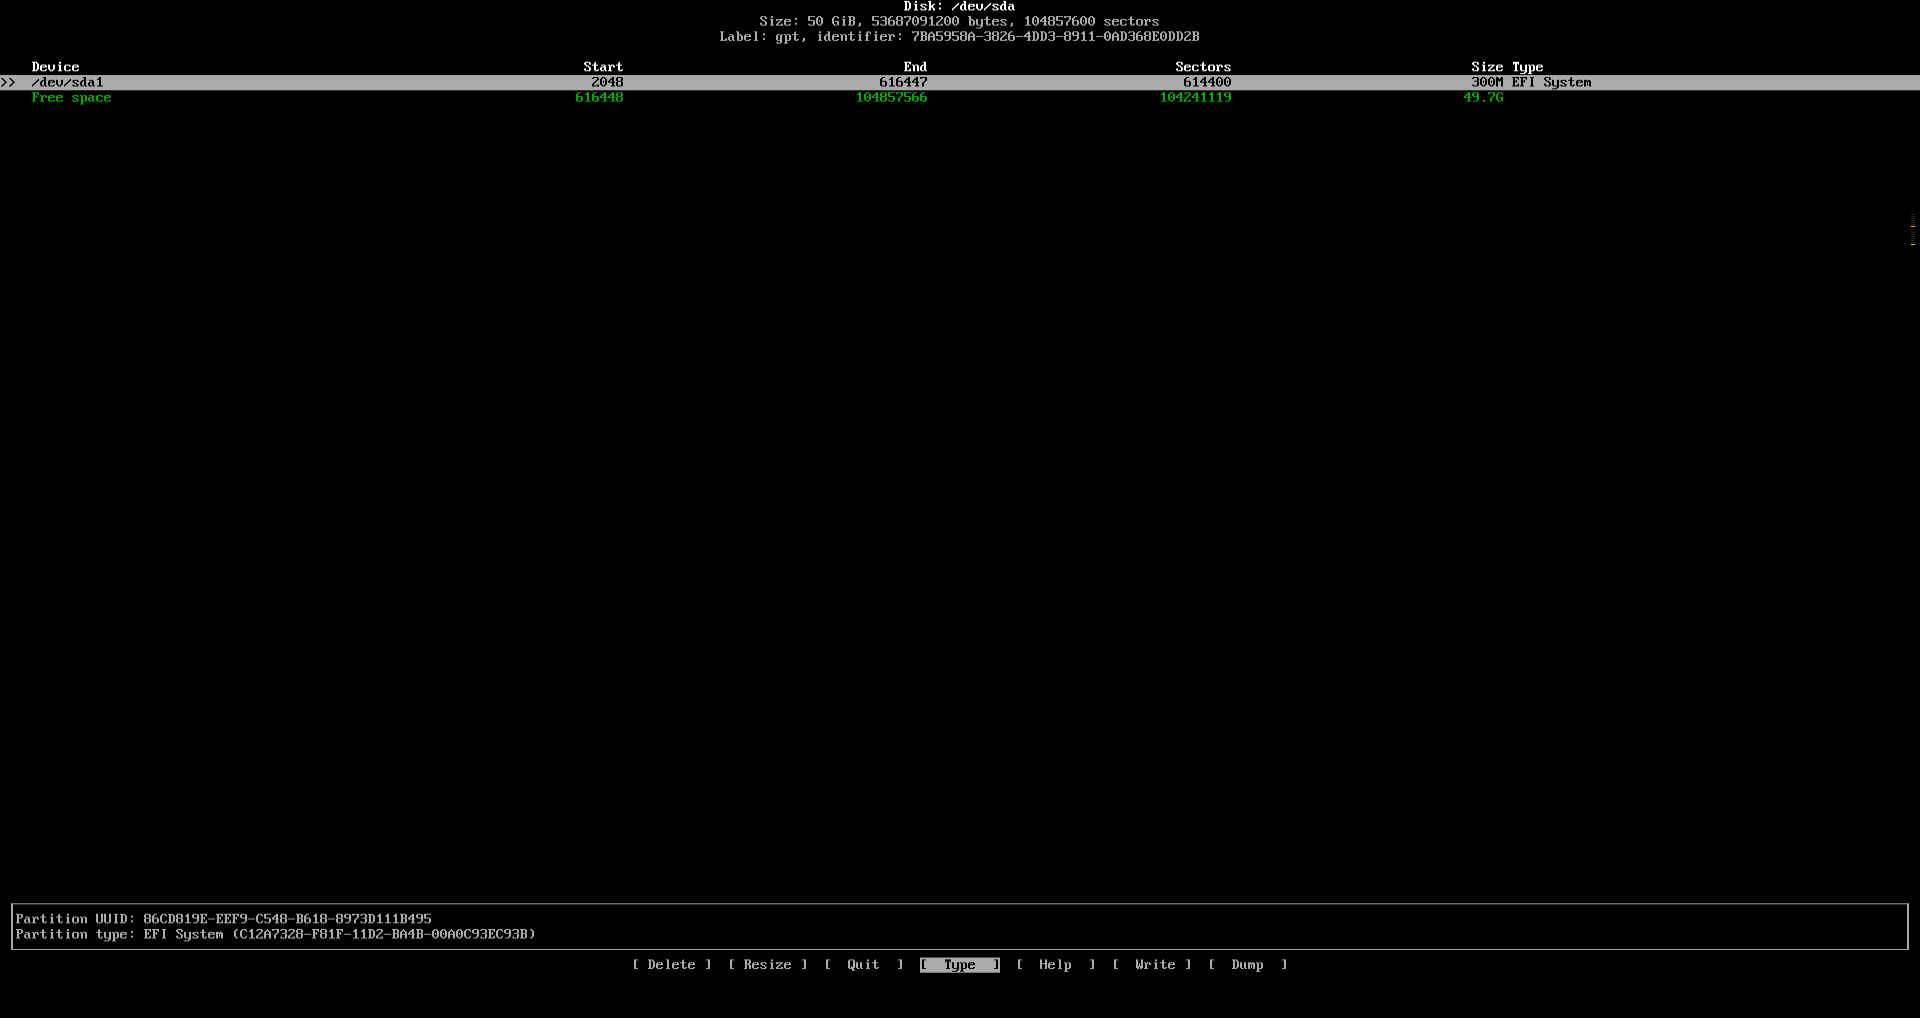 Disk: /dev/sda
Size: 50 GiB, 53687091200 bytes, 104857600 sectors
Label: gpt, identifier: 7BA5958A-3826-4DD3-8911-0AD368E0DD2B
Device Start End Sectors Size Type
>> /dev/sda1 2048 616447 614400 300M EFI System
Free space 616448 104857566 104241119 49.7G
Partition UUID: 86CD819E-EEF9-C548-B618-8973D111B495
Partition type: EFI System (C12A7328-F81F-11D2-BA4B-00A0C93EC93B)
[ Delete ] [ Resize ] [ Quit ] [ Type ] [ Help ] [ Write ] [ Dump ]